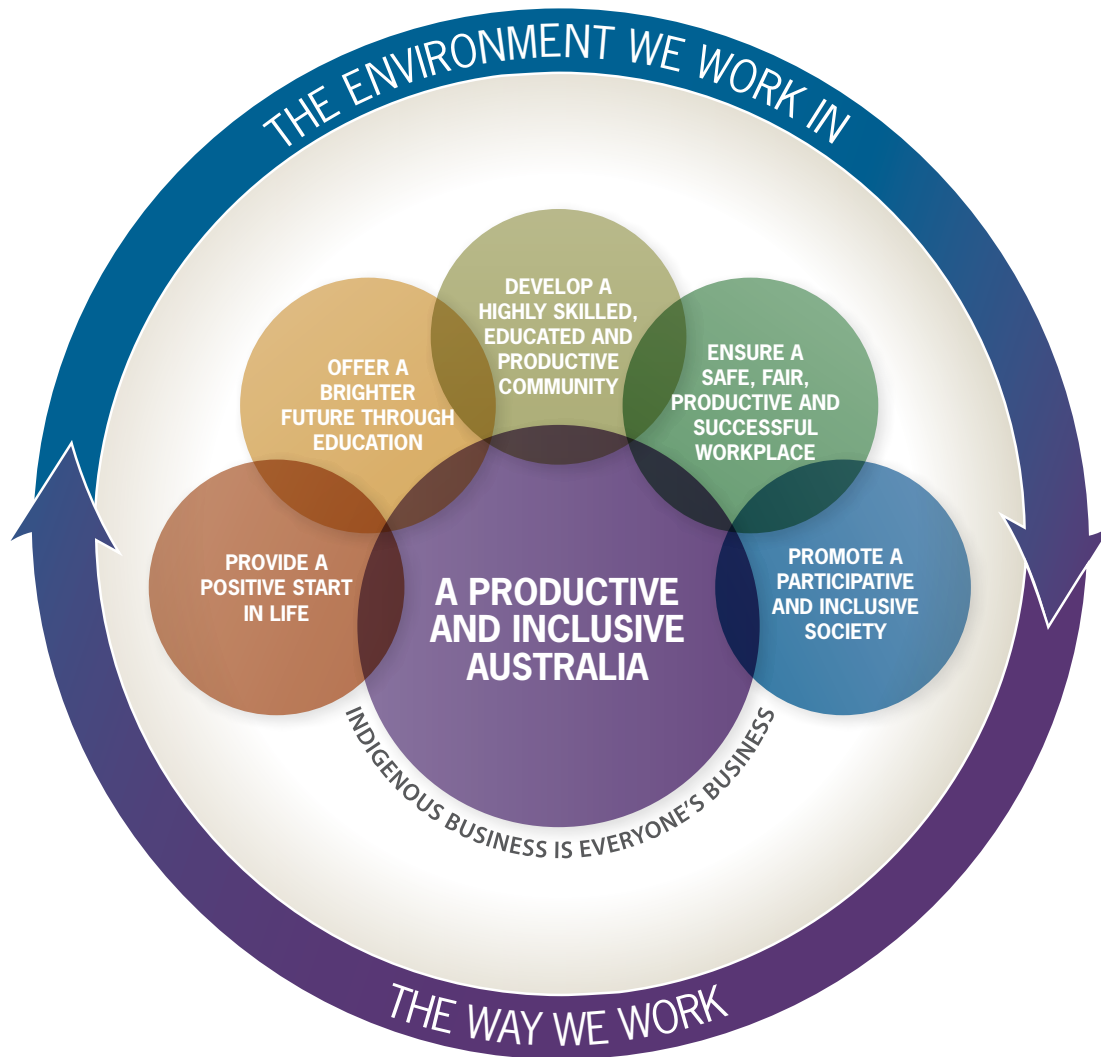 THE ENVIRONMENT WE WORK IN
DEVELOP A
HIGHLY SKILLED,
EDUCATED AND
PRODUCTIVE
COMMUNITY
OFFER A
BRIGHTER
FUTURE THROUGH
EDUCATION
ENSURE A
SAFE, FAIR,
PRODUCTIVE AND
SUCCESSFUL
WORKPLACE
PROVIDE A
POSITIVE START
IN LIFE
A PRODUCTIVE
AND INCLUSIVE
AUSTRALIA
PROMOTE A
PARTICIPATIVE
AND INCLUSIVE
SOCIETY
INDIGENOUS BUSINESS IS EVERYONE'S BUSINESS
THE WAY WE WORK